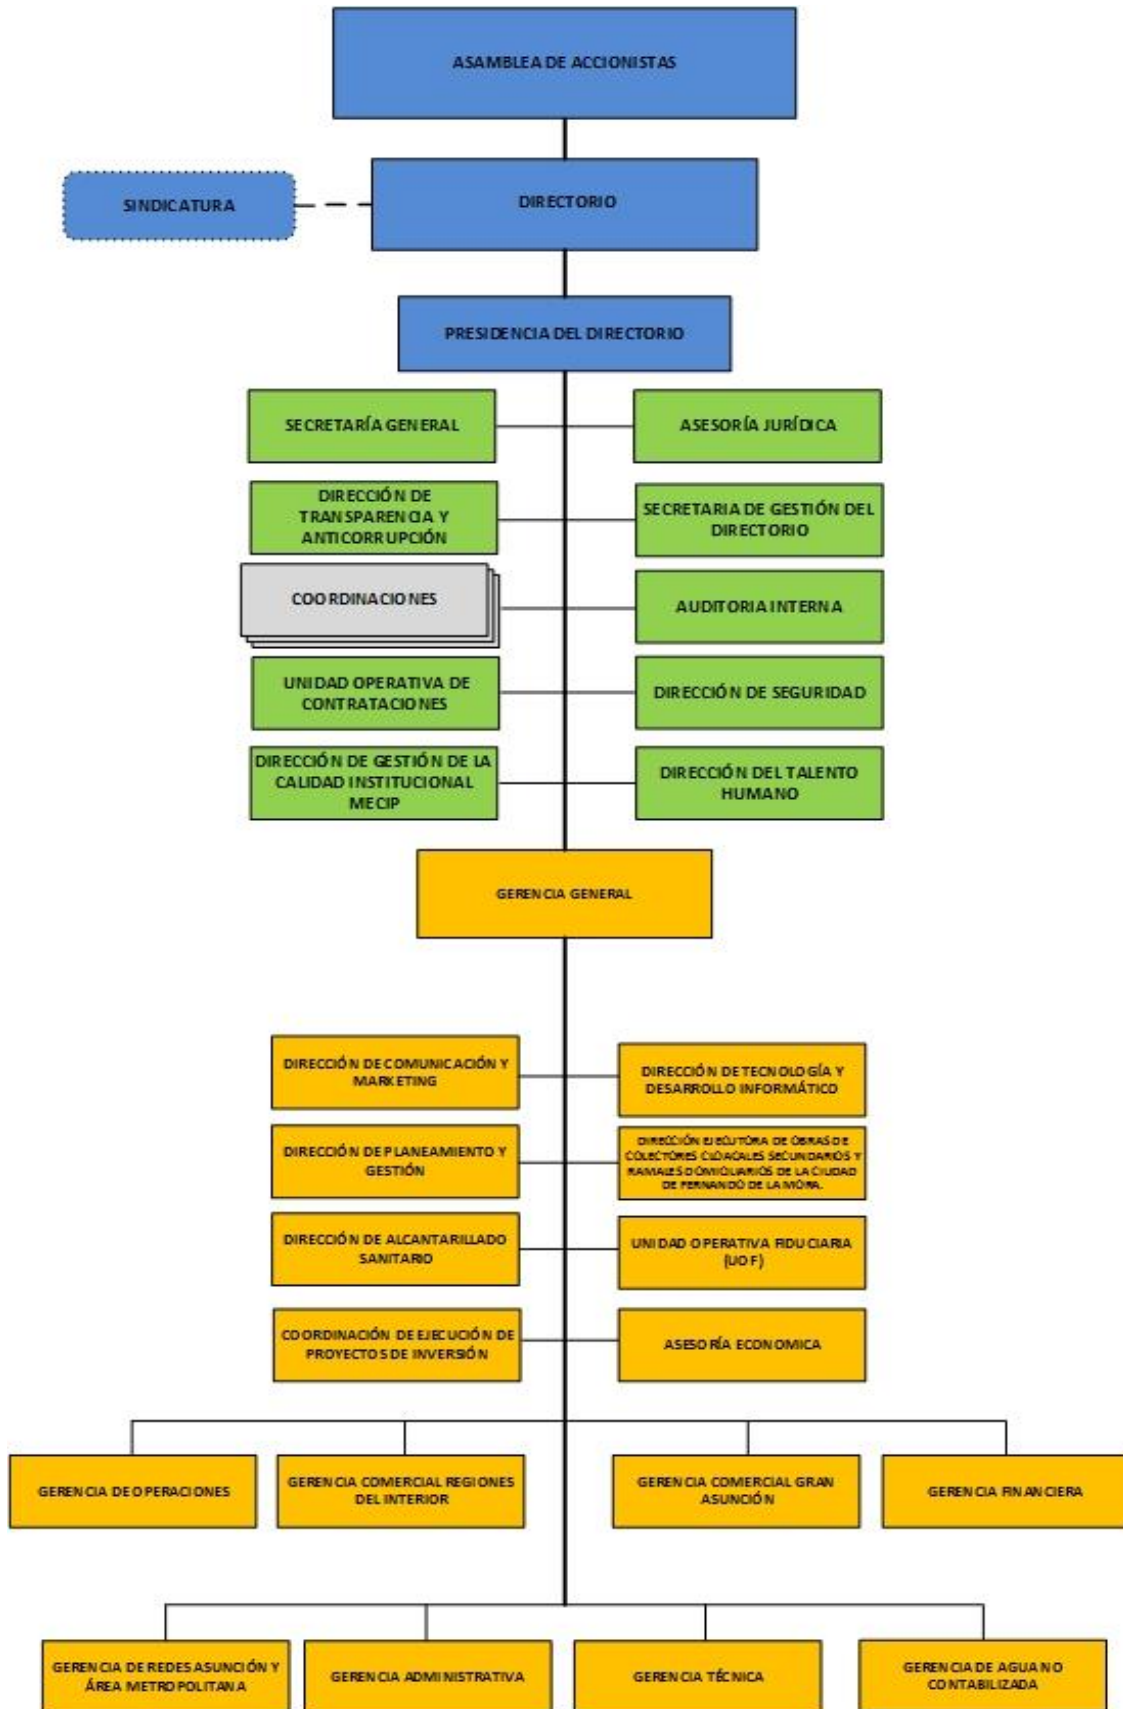 ASAMBLEA DE ACCIONISTAS
SINDICATURA
DIRECTORIO
PRESIDENCIA DEL DIRECTORIO
SECRETARÍA GENERAL
ASESORÍA JURÍDICA
DIRECCIÓN DE
TRANSPARENCIA Y
ANTICORRUPCIÓN
SECRETARIA DE GESTIÓN DEL
DIRECTORIO
COORDINACIONES
AUDITORIA INTERNA
UNIDAD OPERATIVA DE
CONTRATACIONES
DIRECCIÓN DE SEGURIDAD
DIRECCIÓN DE GESTIÓN DE LA
CALIDAD INSTITUCIONAL
MECIP
DIRECCIÓN DEL TALENTO
HUMANO
GERENCIA GENERAL
DIRECCIÓN DE COMUNICACIÓN Y
MARKETING
DIRECCIÓN DE TECNOLOGÍA Y
DESARROLLO INFORMÁTICO
DIRECCIÓN DE PLANEAMIENTO Y
GESTIÓN
DIRECCIÓN EJECUTORA DE OBRAS DE
COLECTORES CLOACALES SECUNDARIOS Y
RAMALES DOMICILIARIOS DE LA CIUDAD
DE FERNANDO DE LA MORA.
DIRECCIÓN DE ALCANTARILLADO
SANITARIO
UNIDAD OPERATIVA FIDUCIARIA
(UOF)
COORDINACIÓN DE EJECUCIÓN DE
PROYECTOS DE INVERSIÓN
ASESORÍA ECONOMICA
GERENCIA DE OPERACIONES
GERENCIA COMERCIAL REGIONES
DEL INTERIOR
GERENCIA COMERCIAL GRAN
ASUNCIÓN
GERENCIA FINANCIERA
GERENCIA DE REDES ASUNCIÓN Y
ÁREA METROPOLITANA
GERENCIA ADMINISTRATIVA
GERENCIA TÉCNICA
GERENCIA DE AGUA NO
CONTABILIZADA